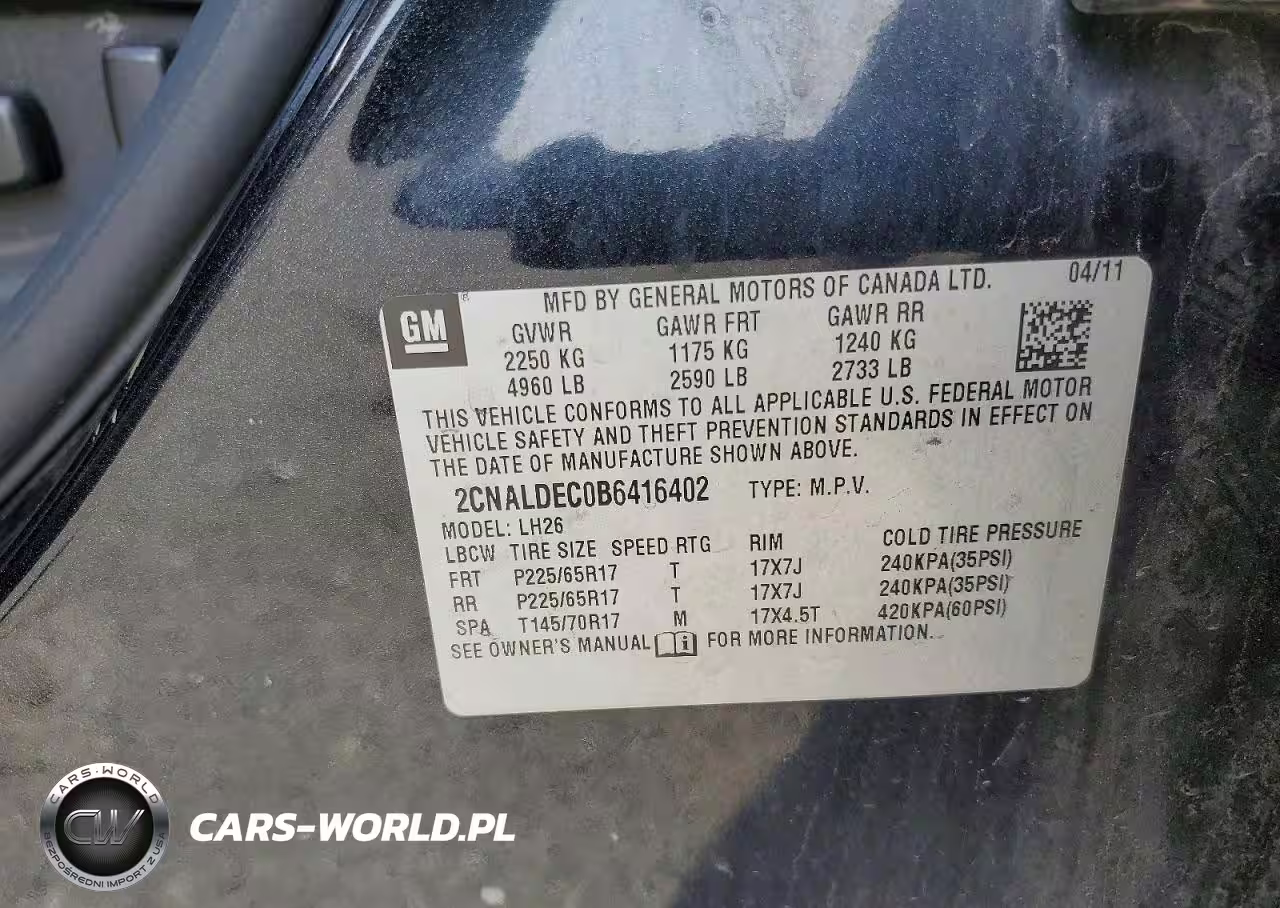 MFD BY GENERAL MOTORS OF CANADA LTD. 04/11
GM
GVWR GAWR FRT GAWR RR
2250 KG 1175 KG 1240 KG
4960 LB 2590 LB 2733 LB
THIS VEHICLE CONFORMS TO ALL APPLICABLE U.S. FEDERAL MOTOR
VEHICLE SAFETY AND THEFT PREVENTION STANDARDS IN EFFECT ON
THE DATE OF MANUFACTURE SHOWN ABOVE.
2CNALDEC0B6416402 TYPE: M.P.V.
MODEL: LH26
LBCW TIRE SIZE SPEED RTG RIM COLD TIRE PRESSURE
FRT P225/65R17 T 17X7J 240KPA(35PSI)
RR P225/65R17 T 17X7J 240KPA(35PSI)
SPA T145/70R17 M 17X4.5T 420KPA(60PSI)
SEE OWNER'S MANUAL FOR MORE INFORMATION.
CARS-WORLD
CW
BEZPOŚREDNI IMPORT Z USA
CARS-WORLD.PL